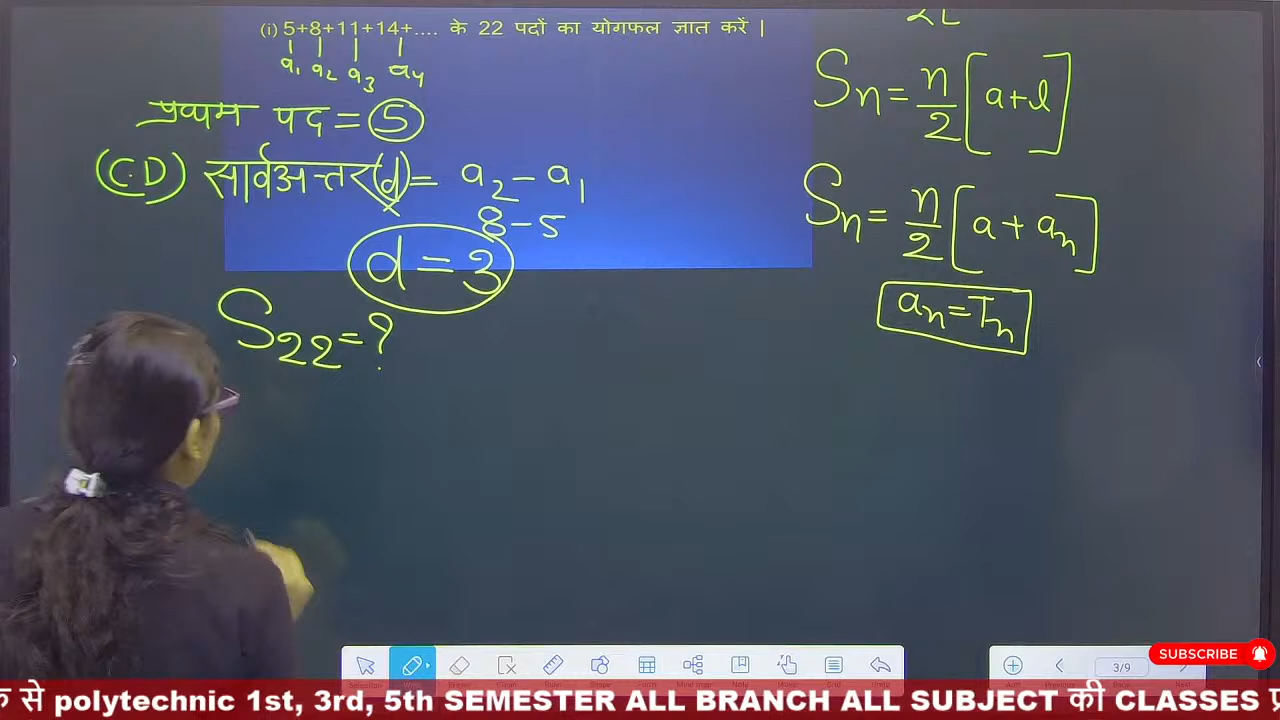 (i) 5+8+11+14+.... के 22 पदों का योगफल ज्ञात करें |
a₁ a₂ a₃ a₄
प्रथम पद = 5
(C.D) सार्वअन्तर(d) = a₂ - a₁
8 - 5
d = 3
S₂₂ = ?
Sₙ = n/2 [a+l]
Sₙ = n/2 [a + aₙ]
aₙ = Tₙ
3/9
SUBSCRIBE
से polytechnic 1st, 3rd, 5th SEMESTER ALL BRANCH ALL SUBJECT की CLASSES